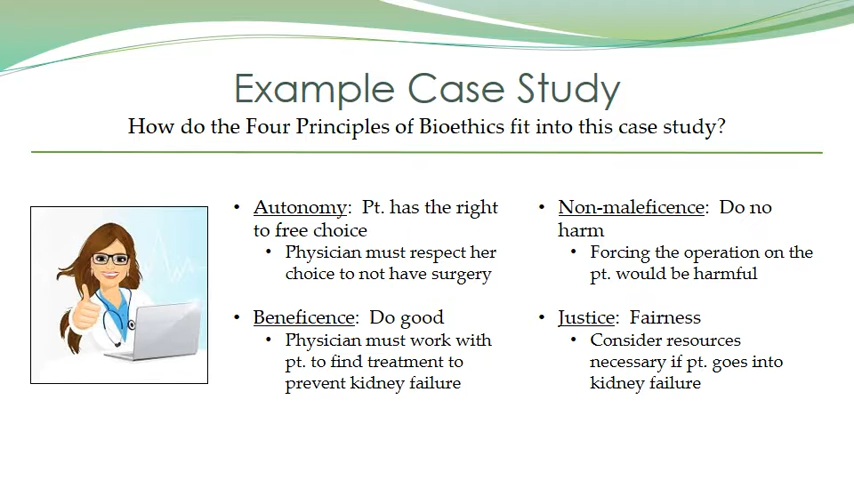 Example Case Study
How do the Four Principles of Bioethics fit into this case study?
• Autonomy: Pt. has the right
to free choice
• Physician must respect her
choice to not have surgery
• Beneficence: Do good
• Physician must work with
pt. to find treatment to
prevent kidney failure
• Non-maleficence: Do no
harm
• Forcing the operation on the
pt. would be harmful
• Justice: Fairness
• Consider resources
necessary if pt. goes into
kidney failure